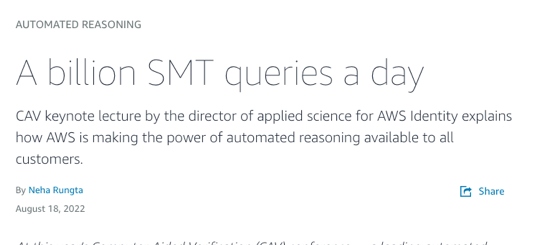 AUTOMATED REASONING
A billion SMT queries a day
CAV keynote lecture by the director of applied science for AWS Identity explains
how AWS is making the power of automated reasoning available to all
customers.
By Neha Rungta
Share
August 18, 2022